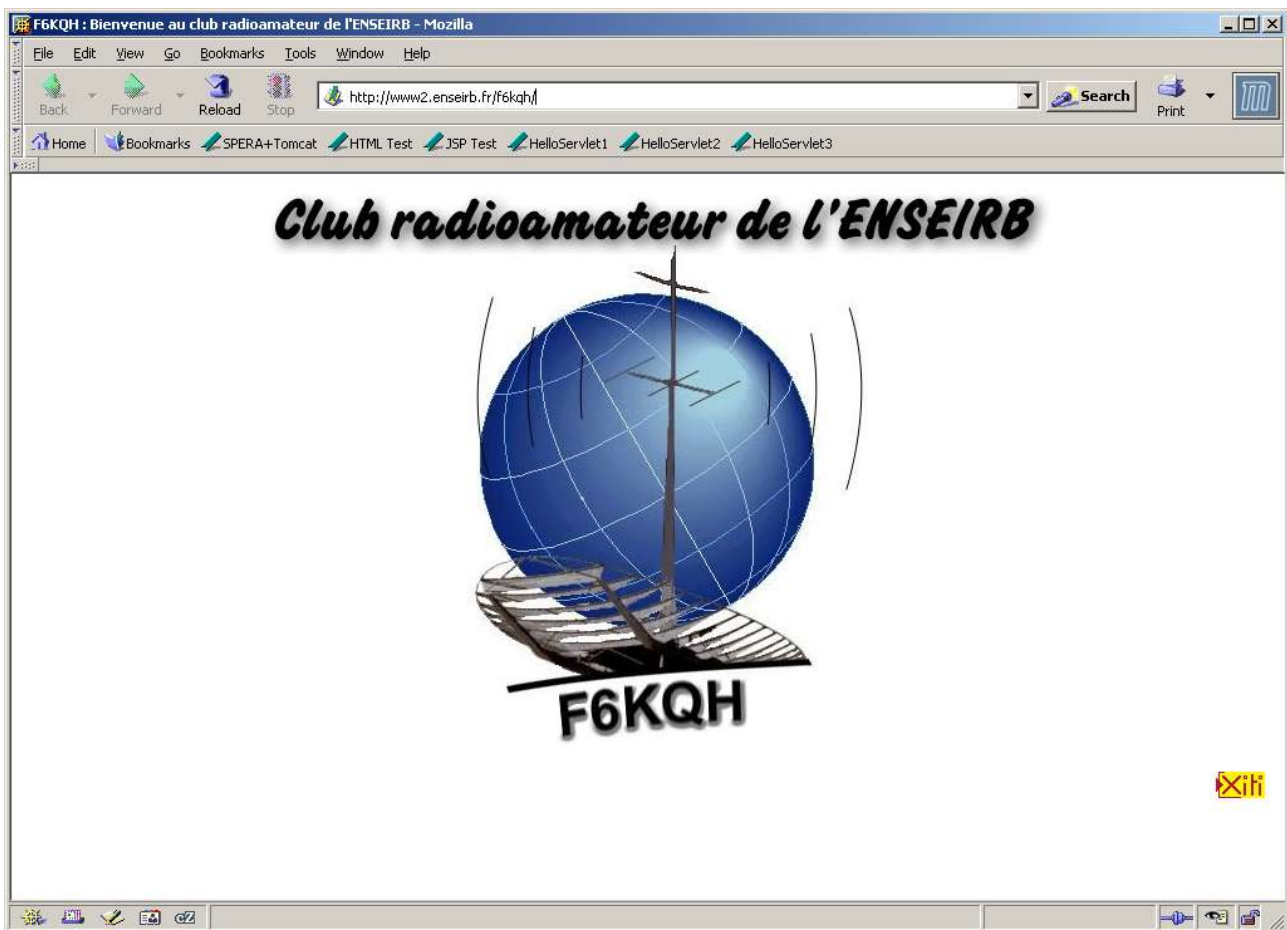 F6KQH : Bienvenue au club radioamateur de l'ENSEIRB - Mozilla
File Edit View Go Bookmarks Tools Window Help
Back Forward Reload Stop http://www2.enseirb.fr/f6kqh/ Search Print
Home Bookmarks SPERA+Tomcat HTML Test JSP Test HelloServlet1 HelloServlet2 HelloServlet3
Club radioamateur de l'ENSEIRB
F6KQH
Xiti
cZ